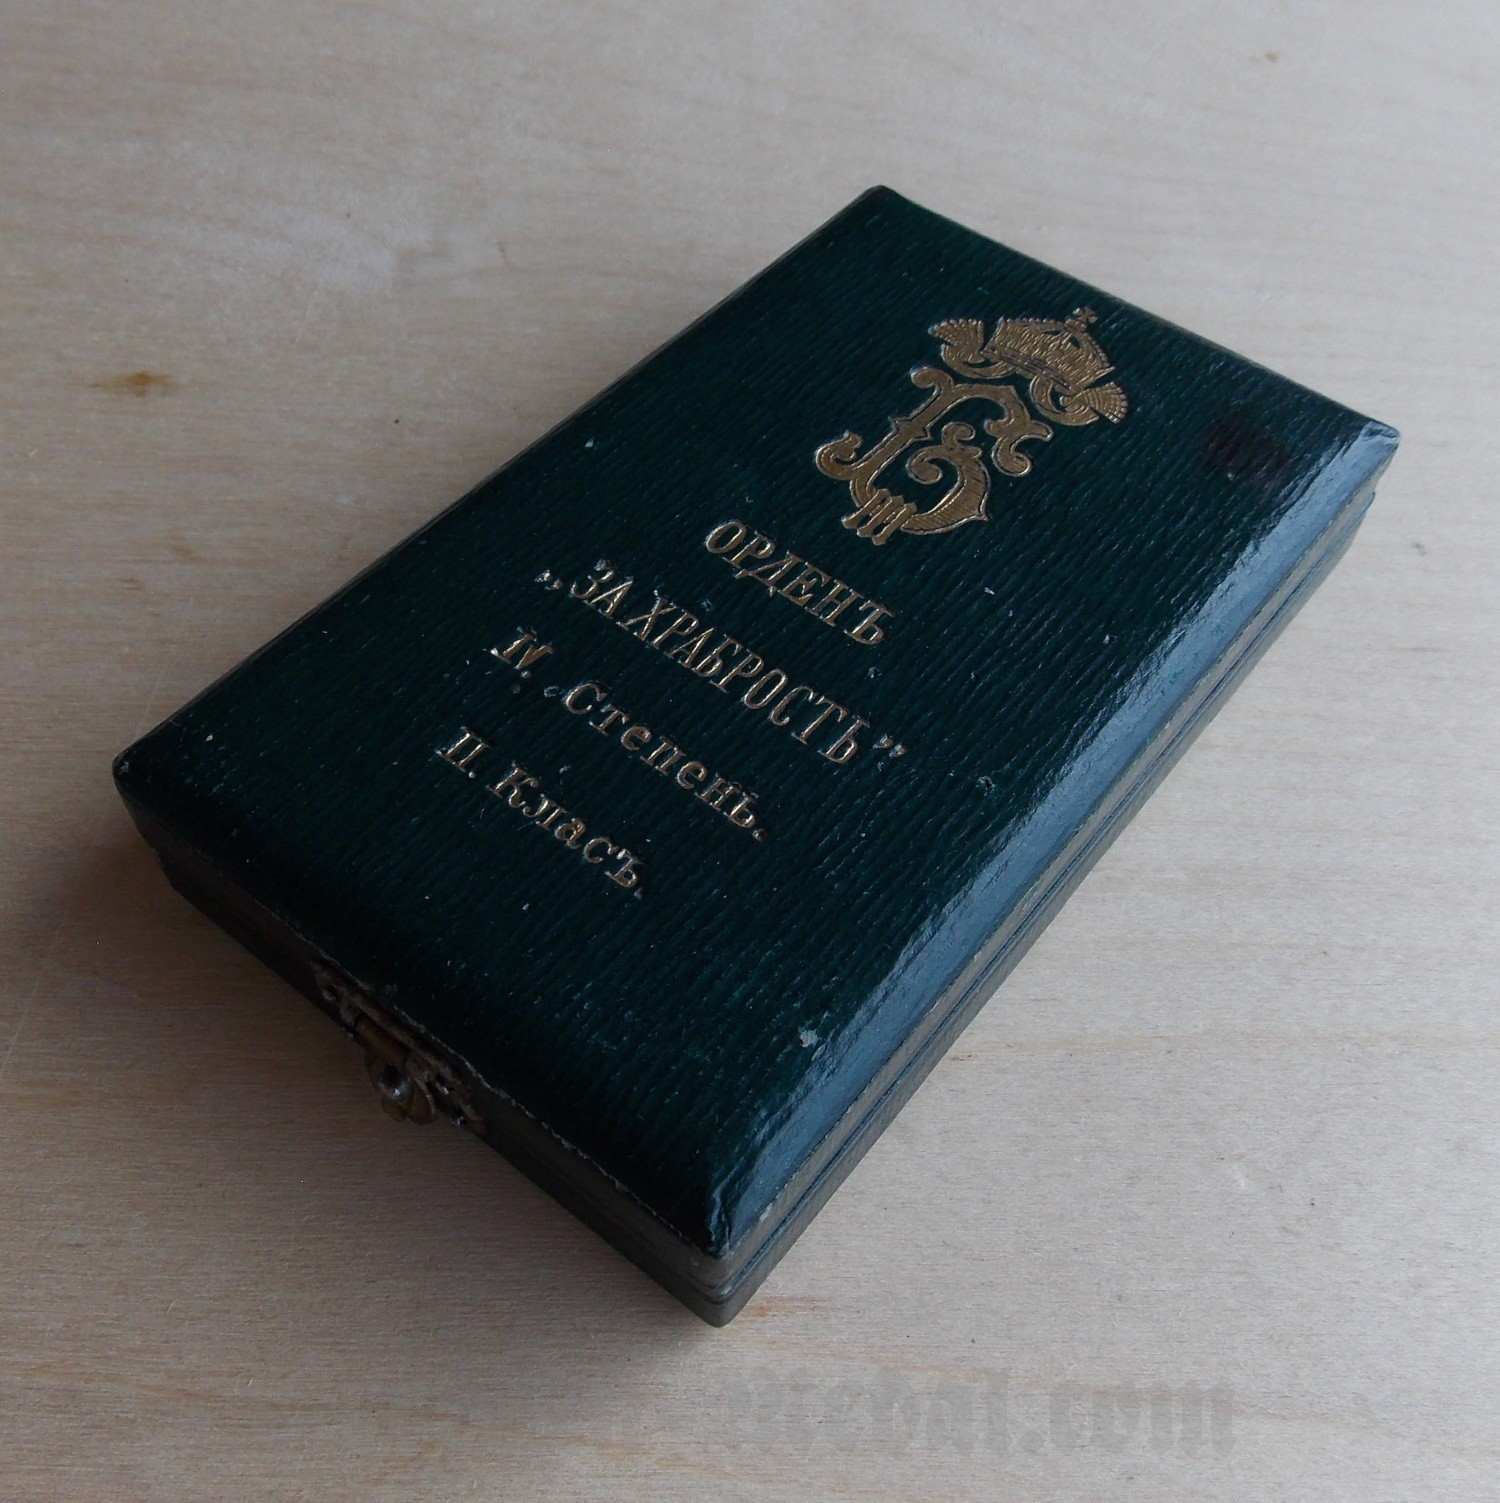 ОРДЕНЪ
„ЗА ХРАБРОСТЬ”
IV. Степень.
II. Класъ.